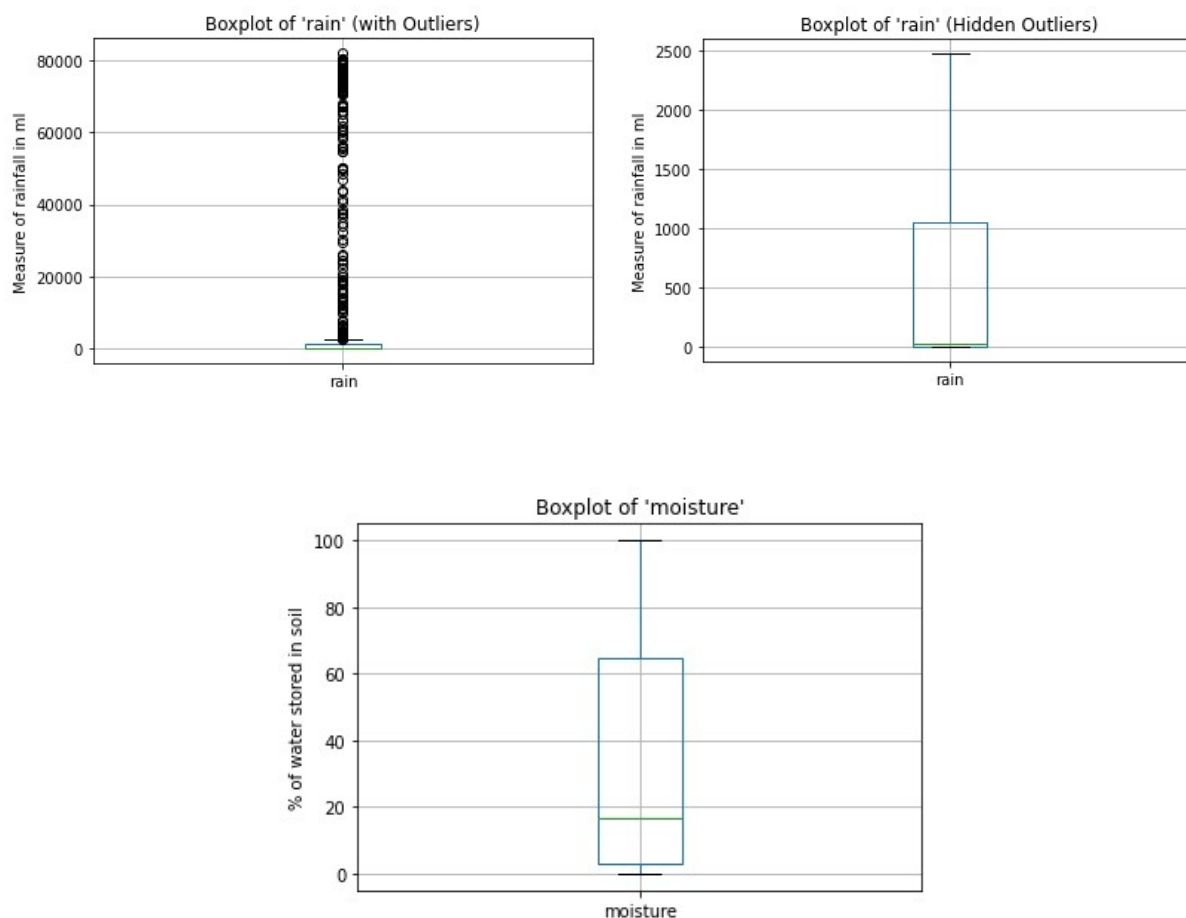 Boxplot of 'rain' (with Outliers)
Measure of rainfall in ml
80000
60000
40000
20000
0
rain
Boxplot of 'rain' (Hidden Outliers)
Measure of rainfall in ml
2500
2000
1500
1000
500
0
rain
Boxplot of 'moisture'
% of water stored in soil
100
80
60
40
20
0
moisture